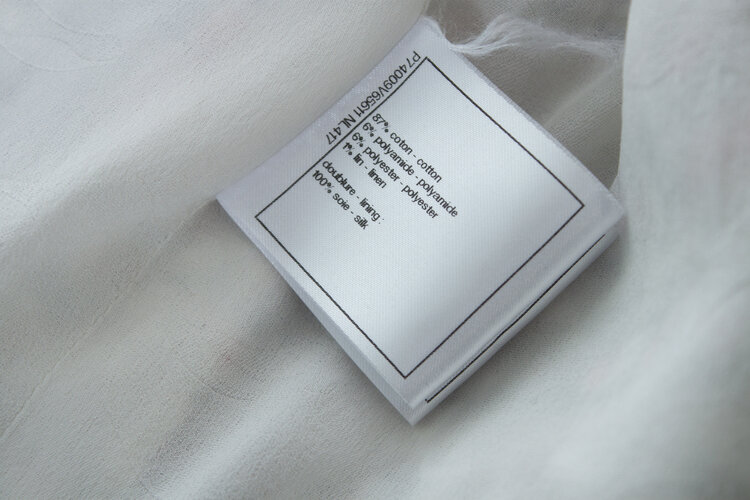 P74009V65611 NL417
87% coton - cotton
6% polyamide - polyamide
6% polyester - polyester
1% lin - linen
doublure - lining :
100% soie - silk